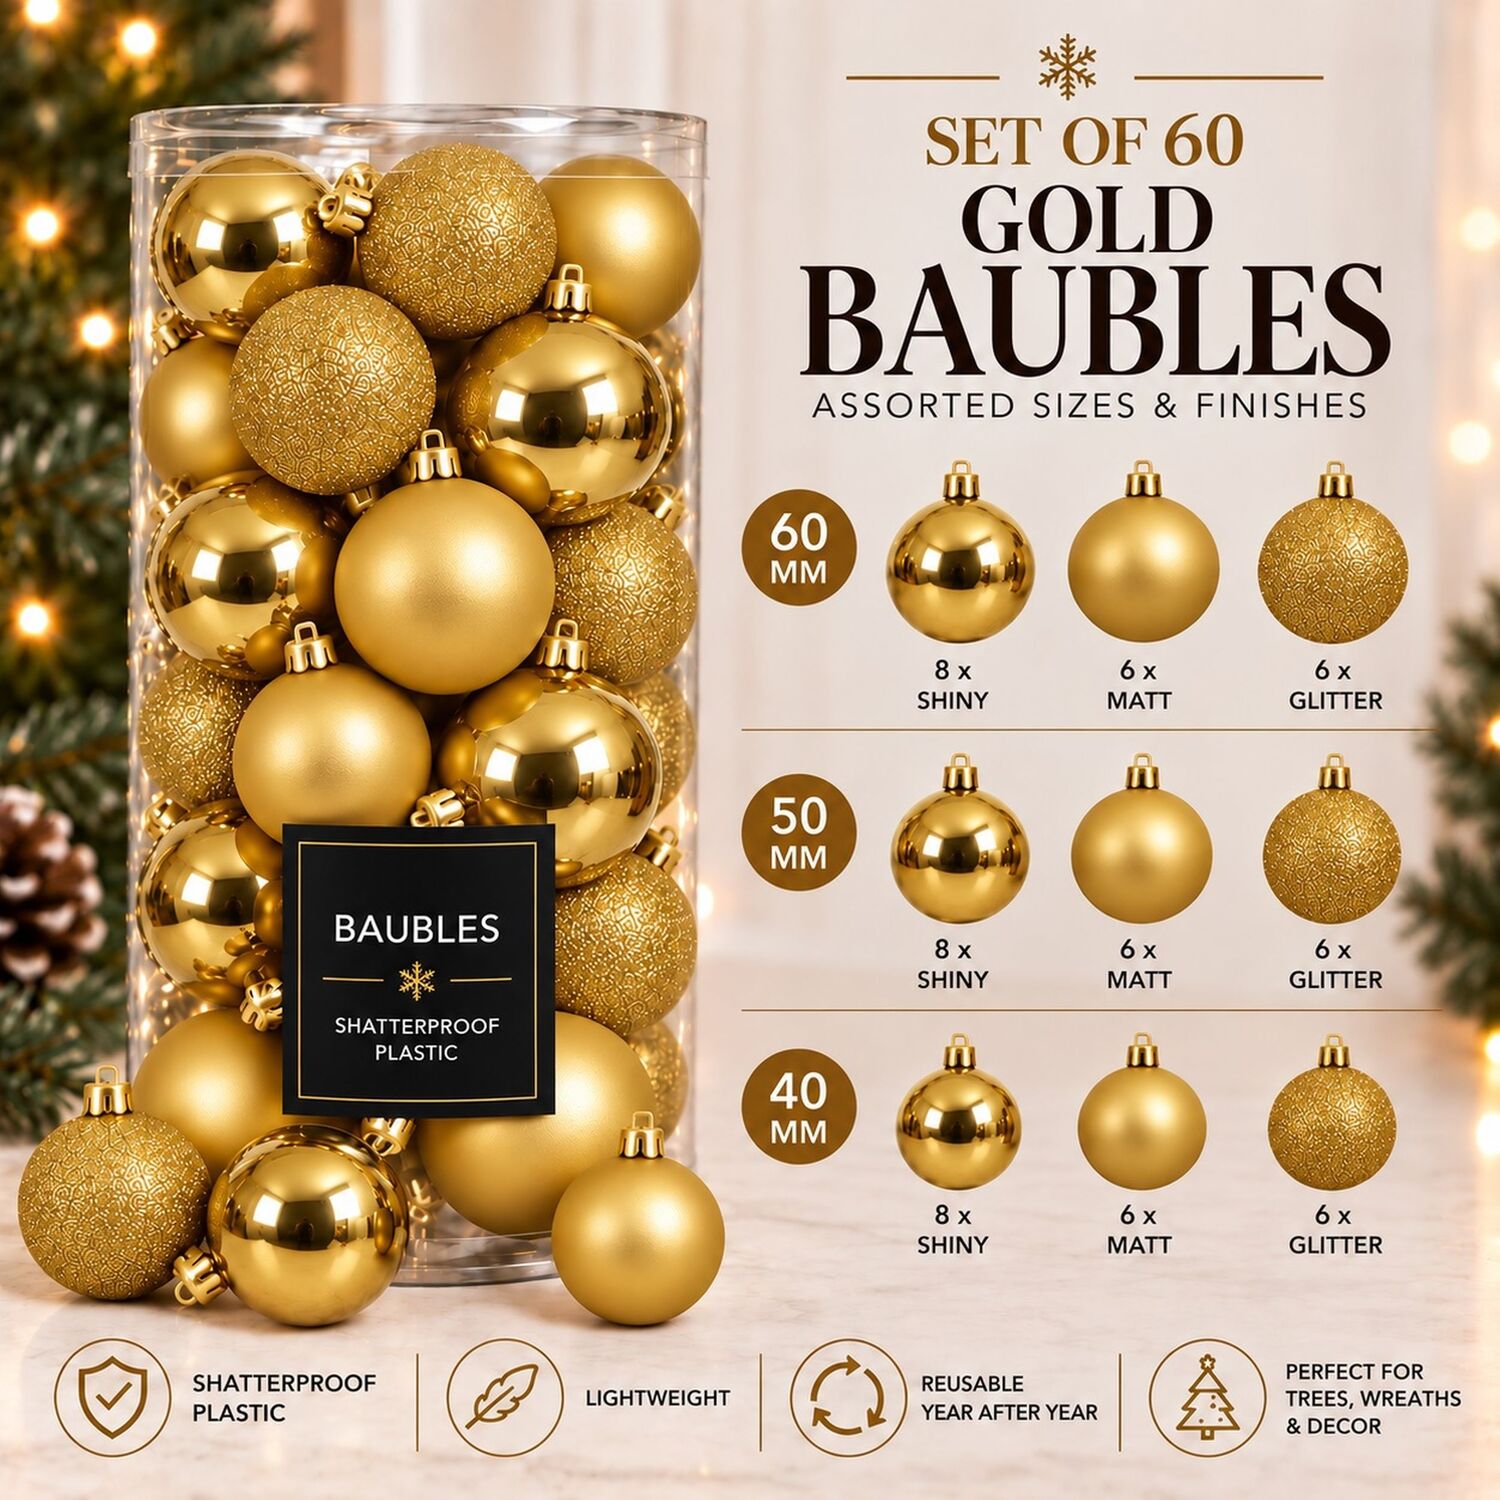 SET OF 60
GOLD
BAUBLES
ASSORTED SIZES & FINISHES
60
MM
8 x
SHINY
6 x
MATT
6 x
GLITTER
50
MM
8 x
SHINY
6 x
MATT
6 x
GLITTER
40
MM
8 x
SHINY
6 x
MATT
6 x
GLITTER
BAUBLES
SHATTERPROOF
PLASTIC
SHATTERPROOF
PLASTIC
LIGHTWEIGHT
REUSABLE
YEAR AFTER YEAR
PERFECT FOR
TREES, WREATHS
& DECOR